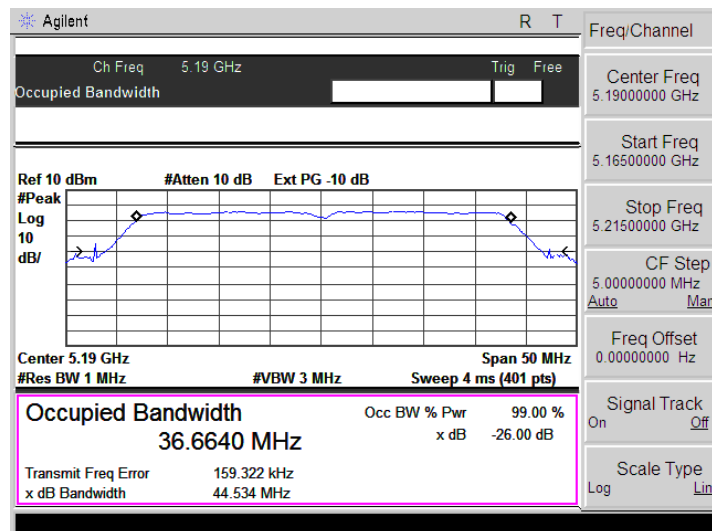 Agilent R T
Ch Freq 5.19 GHz Trig Free
Occupied Bandwidth
Ref 10 dBm #Atten 10 dB Ext PG -10 dB
#Peak
Log
10
dB/
Center 5.19 GHz Span 50 MHz
#Res BW 1 MHz #VBW 3 MHz Sweep 4 ms (401 pts)
Occupied Bandwidth Occ BW % Pwr 99.00 %
36.6640 MHz x dB -26.00 dB
Transmit Freq Error 159.322 kHz
x dB Bandwidth 44.534 MHz
Freq/Channel
Center Freq
5.19000000 GHz
Start Freq
5.16500000 GHz
Stop Freq
5.21500000 GHz
CF Step
5.00000000 MHz
Auto Man
Freq Offset
0.00000000 Hz
Signal Track
On Off
Scale Type
Log Lin